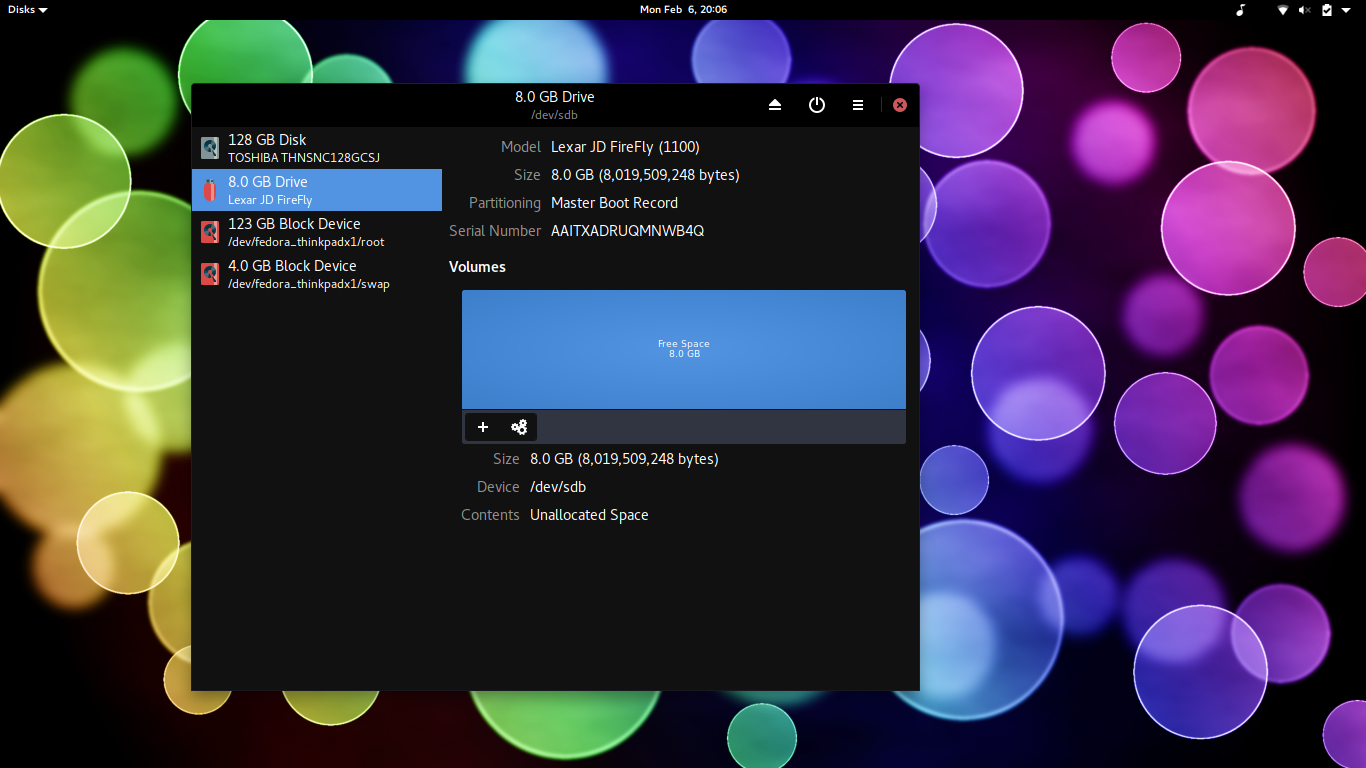 Disks
Mon Feb 6, 20:06
8.0 GB Drive
/dev/sdb
128 GB Disk
TOSHIBA THNSNC128GCSJ
8.0 GB Drive
Lexar JD FireFly
123 GB Block Device
/dev/fedora_thinkpadx1/root
4.0 GB Block Device
/dev/fedora_thinkpadx1/swap
Model Lexar JD FireFly (1100)
Size 8.0 GB (8,019,509,248 bytes)
Partitioning Master Boot Record
Serial Number AAITXADRUQMNWB4Q
Volumes
Free Space
8.0 GB
Size 8.0 GB (8,019,509,248 bytes)
Device /dev/sdb
Contents Unallocated Space